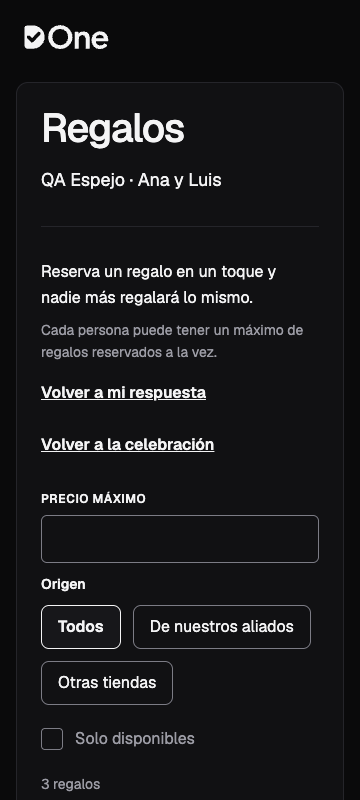 One
Regalos
QA Espejo · Ana y Luis
Reserva un regalo en un toque y
nadie más regalará lo mismo.
Cada persona puede tener un máximo de
regalos reservados a la vez.
Volver a mi respuesta
Volver a la celebración
PRECIO MÁXIMO
Origen
Todos
De nuestros aliados
Otras tiendas
Solo disponibles
3 regalos